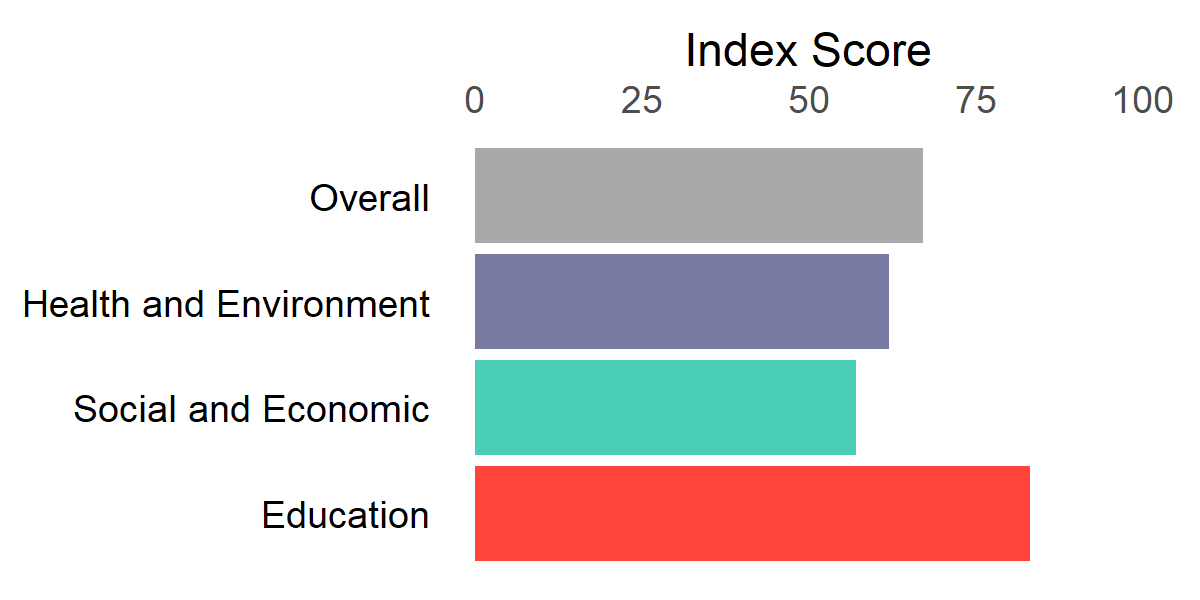 Index Score
0 25 50 75 100
Overall
Health and Environment
Social and Economic
Education